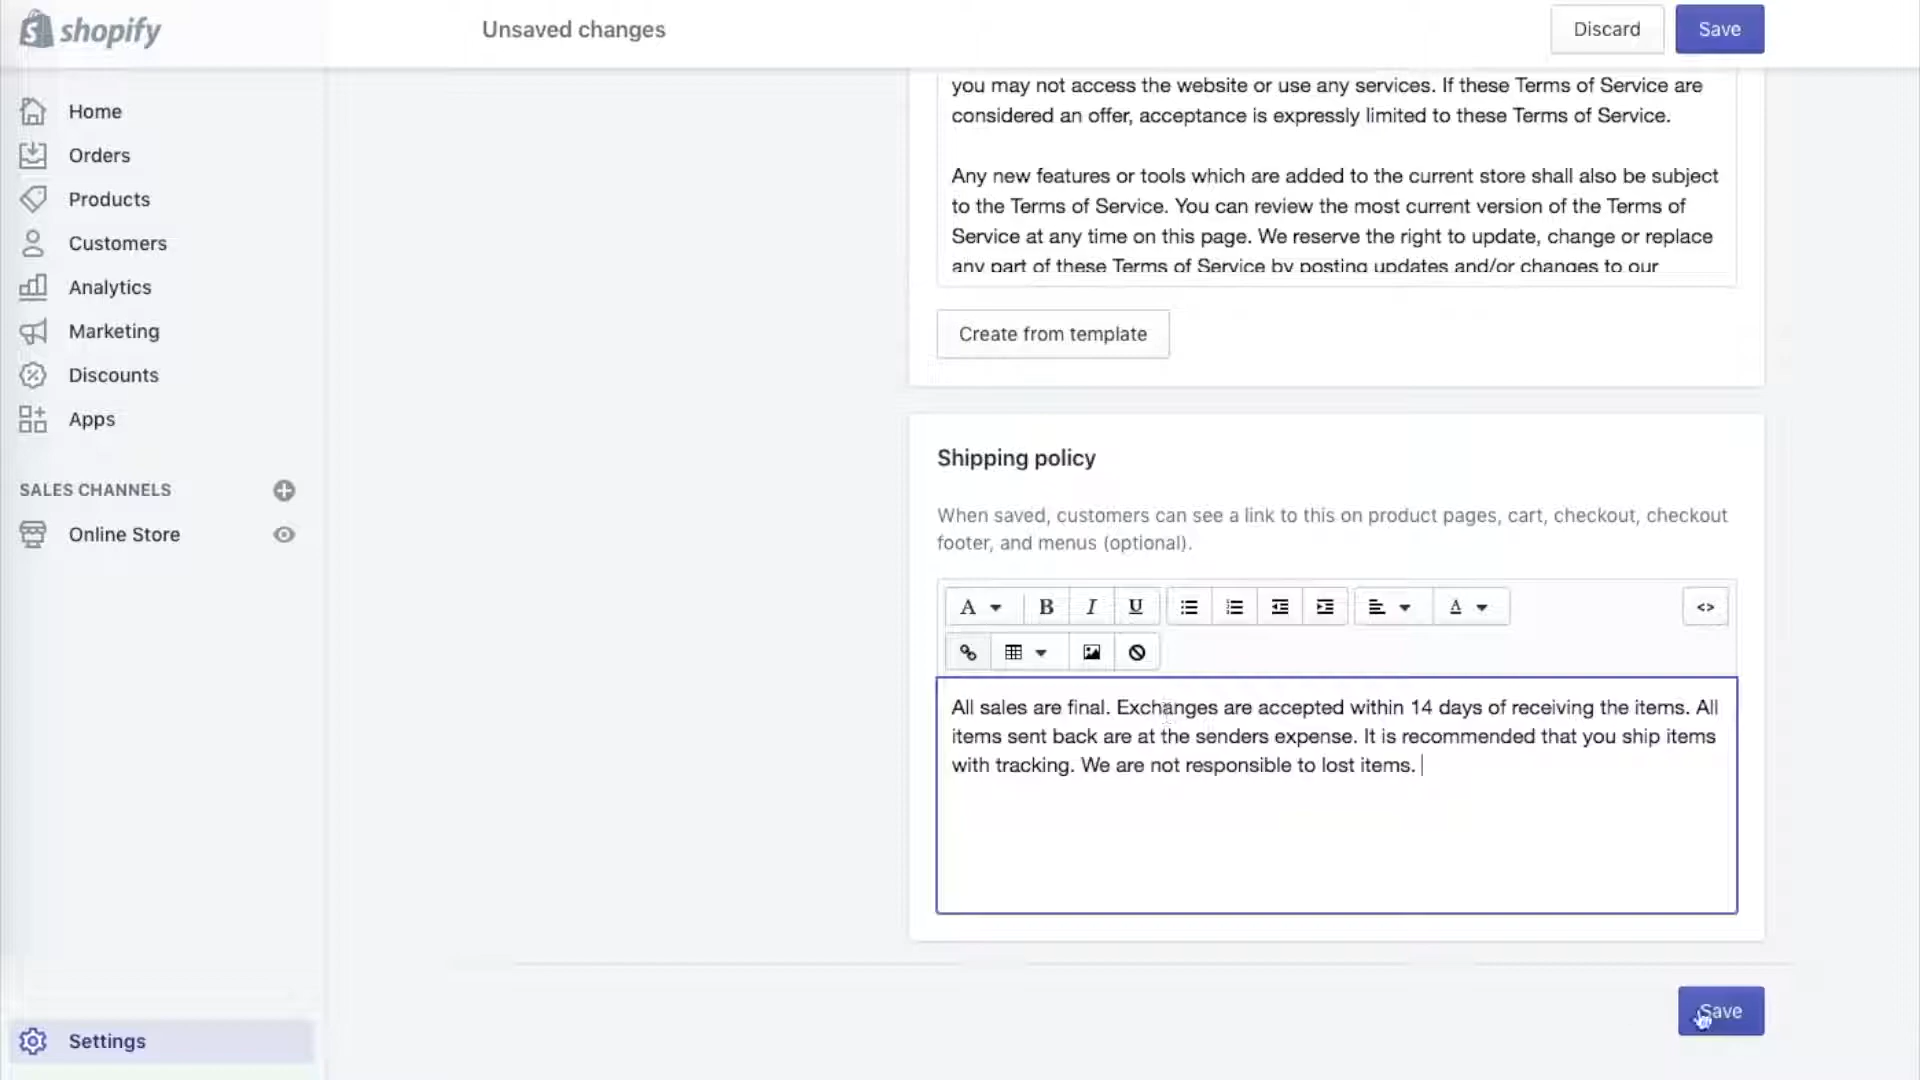 shopify
Unsaved changes
Discard
Save
Home
Orders
Products
Customers
Analytics
Marketing
Discounts
Apps
SALES CHANNELS
Online Store
Settings
you may not access the website or use any services. If these Terms of Service are
considered an offer, acceptance is expressly limited to these Terms of Service.
Any new features or tools which are added to the current store shall also be subject
to the Terms of Service. You can review the most current version of the Terms of
Service at any time on this page. We reserve the right to update, change or replace
any part of these Terms of Service by posting updates and/or changes to our
Create from template
Shipping policy
When saved, customers can see a link to this on product pages, cart, checkout, checkout
footer, and menus (optional).
A B I U A <>
All sales are final. Exchanges are accepted within 14 days of receiving the items. All
items sent back are at the senders expense. It is recommended that you ship items
with tracking. We are not responsible to lost items.
Save